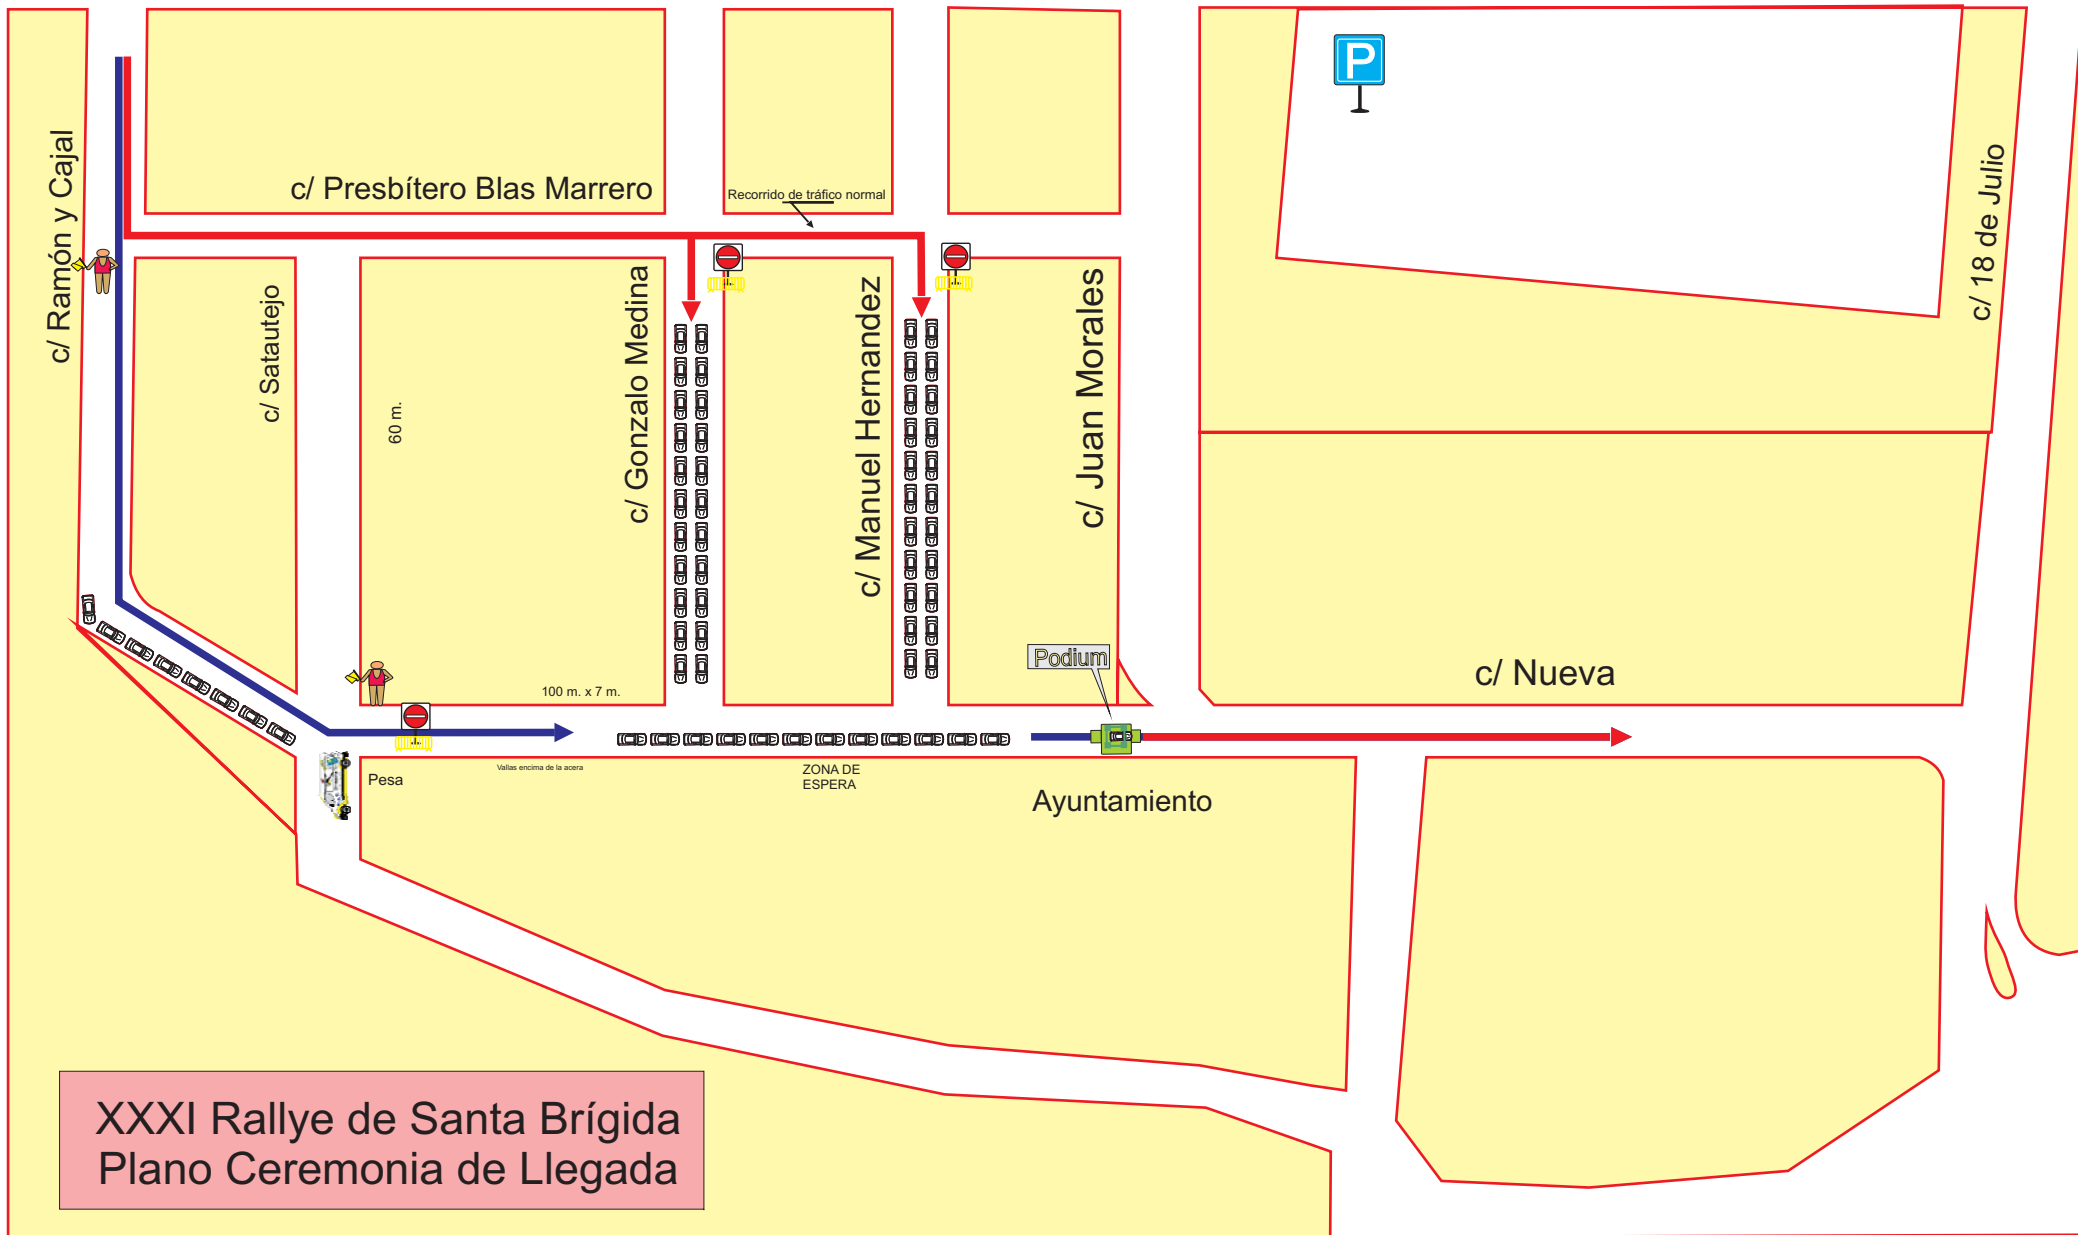 P
c/ Ramón y Cajal
c/ Presbítero Blas Marrero
Recorrido de tráfico normal
c/ 18 de Julio
c/ Satautejo
60 m.
c/ Gonzalo Medina
c/ Manuel Hernandez
c/ Juan Morales
Podium
c/ Nueva
100 m. x 7 m.
Pesa
Vallas encima de la acera
ZONA DE
ESPERA
Ayuntamiento
XXXI Rallye de Santa Brígida
Plano Ceremonia de Llegada